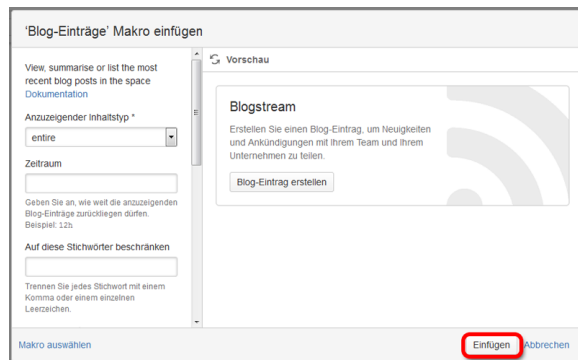 'Blog-Einträge' Makro einfügen
View, summarise or list the most
recent blog posts in the space
Dokumentation
Anzuzeigender Inhaltstyp *
entire
Zeitraum
Geben Sie an, wie weit die anzuzeigenden
Blog-Einträge zurückliegen dürfen.
Beispiel: 12h
Auf diese Stichwörter beschränken
Trennen Sie jedes Stichwort mit einem
Komma oder einem einzelnen
Leerzeichen.
Vorschau
Blogstream
Erstellen Sie einen Blog-Eintrag, um Neuigkeiten
und Ankündigungen mit Ihrem Team und Ihrem
Unternehmen zu teilen.
Blog-Eintrag erstellen
Makro auswählen
Einfügen
Abbrechen